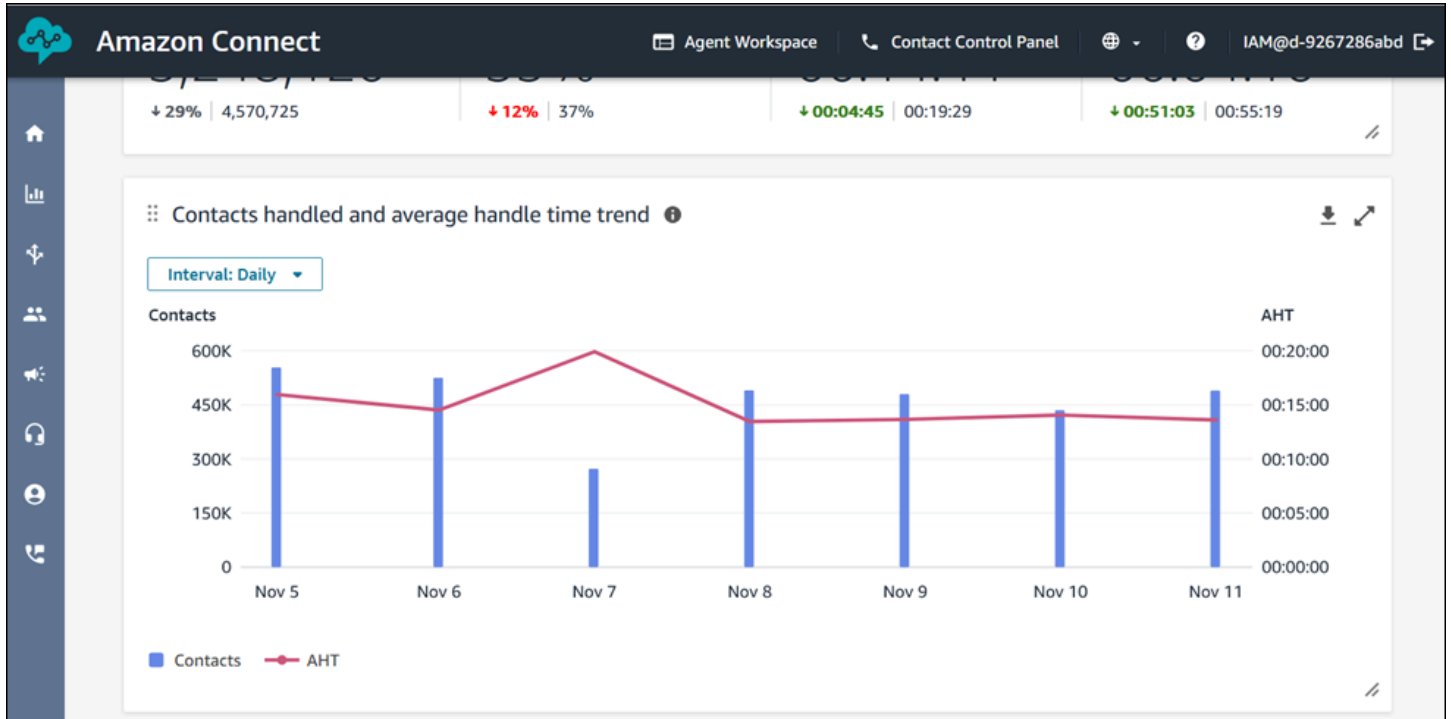 Amazon Connect Agent Workspace Contact Control Panel IAM@d-9267286abd
↓ 29% | 4,570,725 ↓ 12% | 37% ↓ 00:04:45 | 00:19:29 ↓ 00:51:03 | 00:55:19
Contacts handled and average handle time trend
Interval: Daily
Contacts AHT
600K 00:20:00
450K 00:15:00
300K 00:10:00
150K 00:05:00
0 00:00:00
Nov 5 Nov 6 Nov 7 Nov 8 Nov 9 Nov 10 Nov 11
Contacts AHT